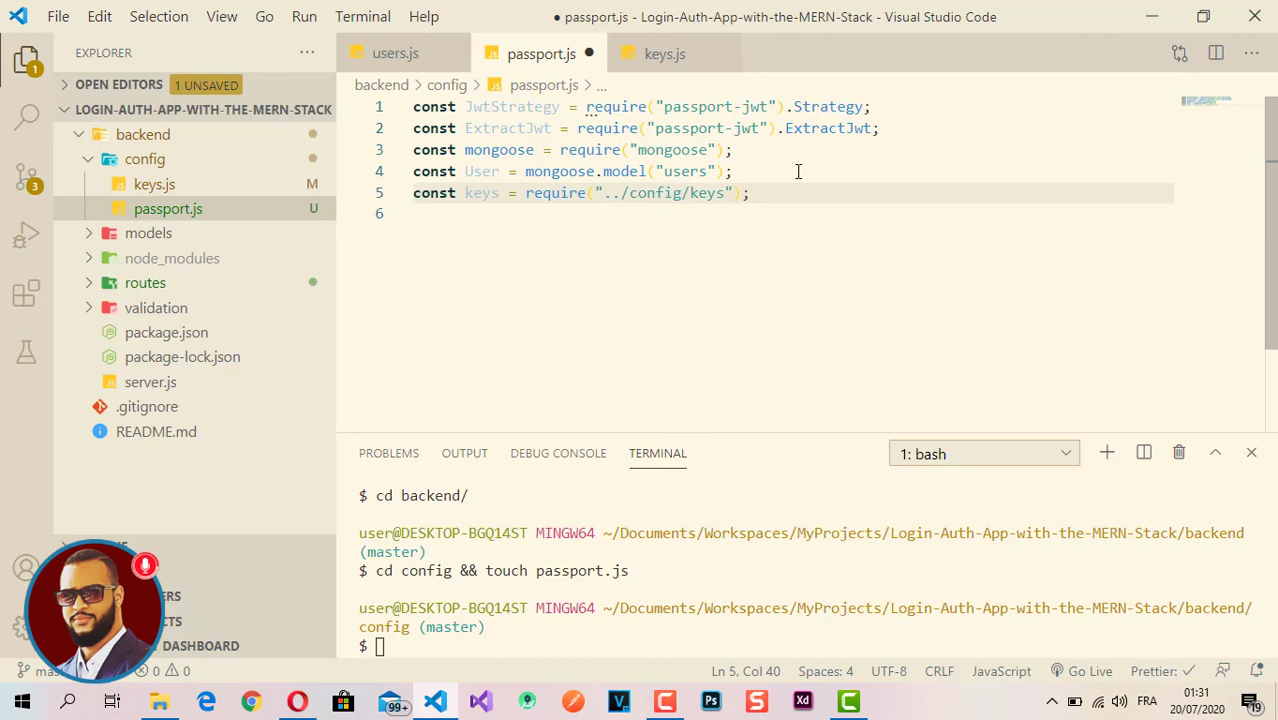 File Edit Selection View Go Run Terminal Help
● passport.js - Login-Auth-App-with-the-MERN-Stack - Visual Studio Code
EXPLORER
users.js
passport.js
keys.js
OPEN EDITORS 1 UNSAVED
LOGIN-AUTH-APP-WITH-THE-MERN-STACK
backend
config
keys.js M
passport.js U
models
node_modules
routes
validation
package.json
package-lock.json
server.js
.gitignore
README.md
backend > config > passport.js > ...
1 const JwtStrategy = require("passport-jwt").Strategy;
2 const ExtractJwt = require("passport-jwt").ExtractJwt;
3 const mongoose = require("mongoose");
4 const User = mongoose.model("users");
5 const keys = require("../config/keys");
6
PROBLEMS OUTPUT DEBUG CONSOLE TERMINAL
1: bash
$ cd backend/
user@DESKTOP-BGQ14ST MINGW64 ~/Documents/Workspaces/MyProjects/Login-Auth-App-with-the-MERN-Stack/backend
(master)
$ cd config && touch passport.js
user@DESKTOP-BGQ14ST MINGW64 ~/Documents/Workspaces/MyProjects/Login-Auth-App-with-the-MERN-Stack/backend/
config (master)
$
DASHBOARD
0 0
Ln 5, Col 40 Spaces: 4 UTF-8 CRLF JavaScript Go Live Prettier: ✓
99+
FRA
01:31
20/07/2020
19